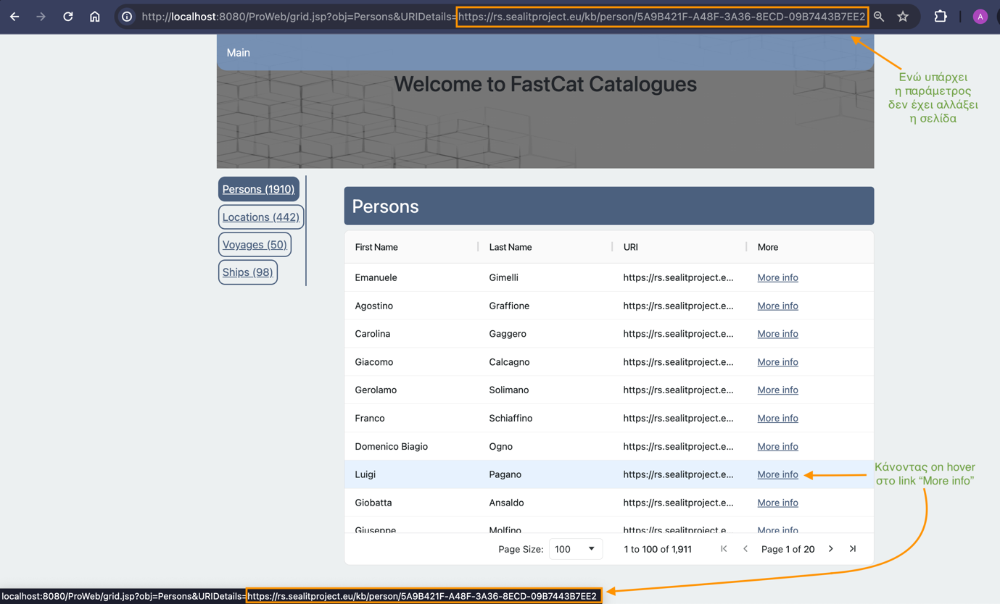 http://localhost:8080/ProWeb/grid.jsp?obj=Persons&URIDetails=https://rs.sealitproject.eu/kb/person/5A9B421F-A48F-3A36-8ECD-09B7443B7EE2
A
Main
Welcome to FastCat Catalogues
Ενώ υπάρχει
η παράμετρος
δεν έχει αλλάξει
η σελίδα
Persons (1910)
Locations (442)
Voyages (50)
Ships (98)
Persons
First Name Last Name URI More
Emanuele Gimelli https://rs.sealitproject.e... More info
Agostino Graffione https://rs.sealitproject.e... More info
Carolina Gaggero https://rs.sealitproject.e... More info
Giacomo Calcagno https://rs.sealitproject.e... More info
Gerolamo Solimano https://rs.sealitproject.e... More info
Franco Schiaffino https://rs.sealitproject.e... More info
Domenico Biagio Ogno https://rs.sealitproject.e... More info
Luigi Pagano https://rs.sealitproject.e... More info
Κάνοντας on hover
στο link “More info”
Giobatta Ansaldo https://rs.sealitproject.e... More info
Giuseppe Molfino https://rs.sealitproject.e... More info
Page Size: 100 1 to 100 of 1,911 Page 1 of 20
localhost:8080/ProWeb/grid.jsp?obj=Persons&URIDetails=https://rs.sealitproject.eu/kb/person/5A9B421F-A48F-3A36-8ECD-09B7443B7EE2